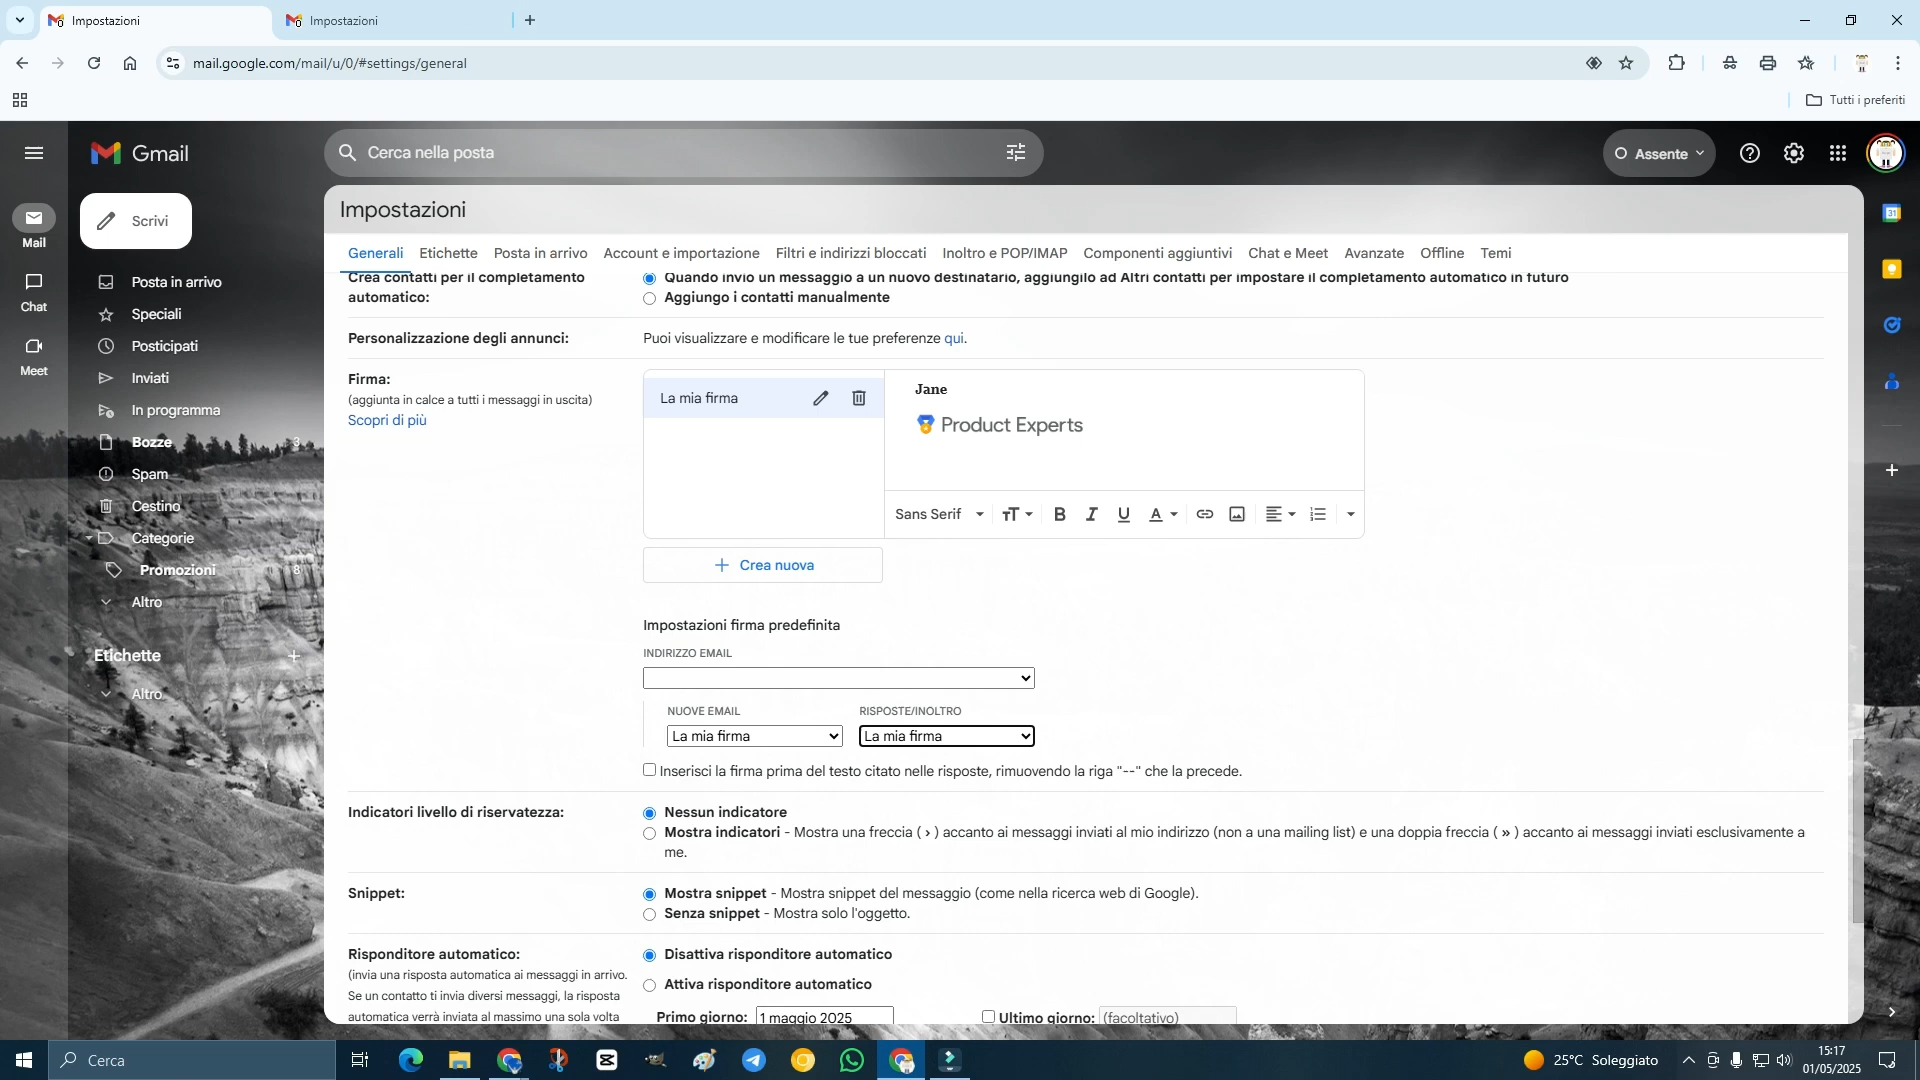 Impostazioni
Impostazioni
mail.google.com/mail/u/0/#settings/general
Tutti i preferiti
Gmail
Cerca nella posta
Assente
Scrivi
Mail
Chat
Meet
Posta in arrivo
Speciali
Posticipati
Inviati
In programma
Bozze 3
Spam
Cestino
Categorie
Promozioni 8
Altro
Etichette
Altro
Impostazioni
Generali Etichette Posta in arrivo Account e importazione Filtri e indirizzi bloccati Inoltro e POP/IMAP Componenti aggiuntivi Chat e Meet Avanzate Offline Temi
Crea contatti per il completamento
automatico:
Quando invio un messaggio a un nuovo destinatario, aggiungilo ad Altri contatti per impostare il completamento automatico in futuro
Aggiungo i contatti manualmente
Personalizzazione degli annunci:
Puoi visualizzare e modificare le tue preferenze qui.
Firma:
(aggiunta in calce a tutti i messaggi in uscita)
Scopri di più
La mia firma
Jane
Product Experts
Sans Serif
Crea nuova
Impostazioni firma predefinita
INDIRIZZO EMAIL
NUOVE EMAIL
La mia firma
RISPOSTE/INOLTRO
La mia firma
Inserisci la firma prima del testo citato nelle risposte, rimuovendo la riga "--" che la precede.
Indicatori livello di riservatezza:
Nessun indicatore
Mostra indicatori - Mostra una freccia ( › ) accanto ai messaggi inviati al mio indirizzo (non a una mailing list) e una doppia freccia ( » ) accanto ai messaggi inviati esclusivamente a
me.
Snippet:
Mostra snippet - Mostra snippet del messaggio (come nella ricerca web di Google).
Senza snippet - Mostra solo l'oggetto.
Risponditore automatico:
(invia una risposta automatica ai messaggi in arrivo.
Se un contatto ti invia diversi messaggi, la risposta
automatica verrà inviata al massimo una sola volta
Disattiva risponditore automatico
Attiva risponditore automatico
Primo giorno: 1 maggio 2025
Ultimo giorno: (facoltativo)
31
Cerca
25°C Soleggiato
15:17
01/05/2025